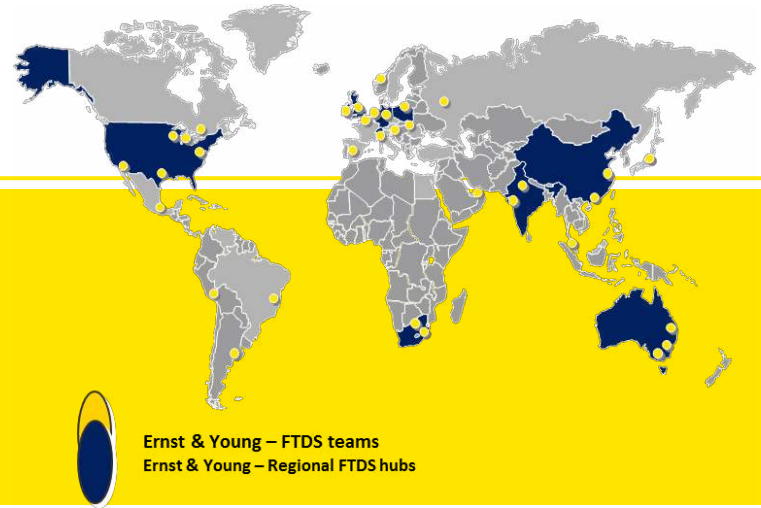 Ernst & Young – FTDS teams
Ernst & Young – Regional FTDS hubs